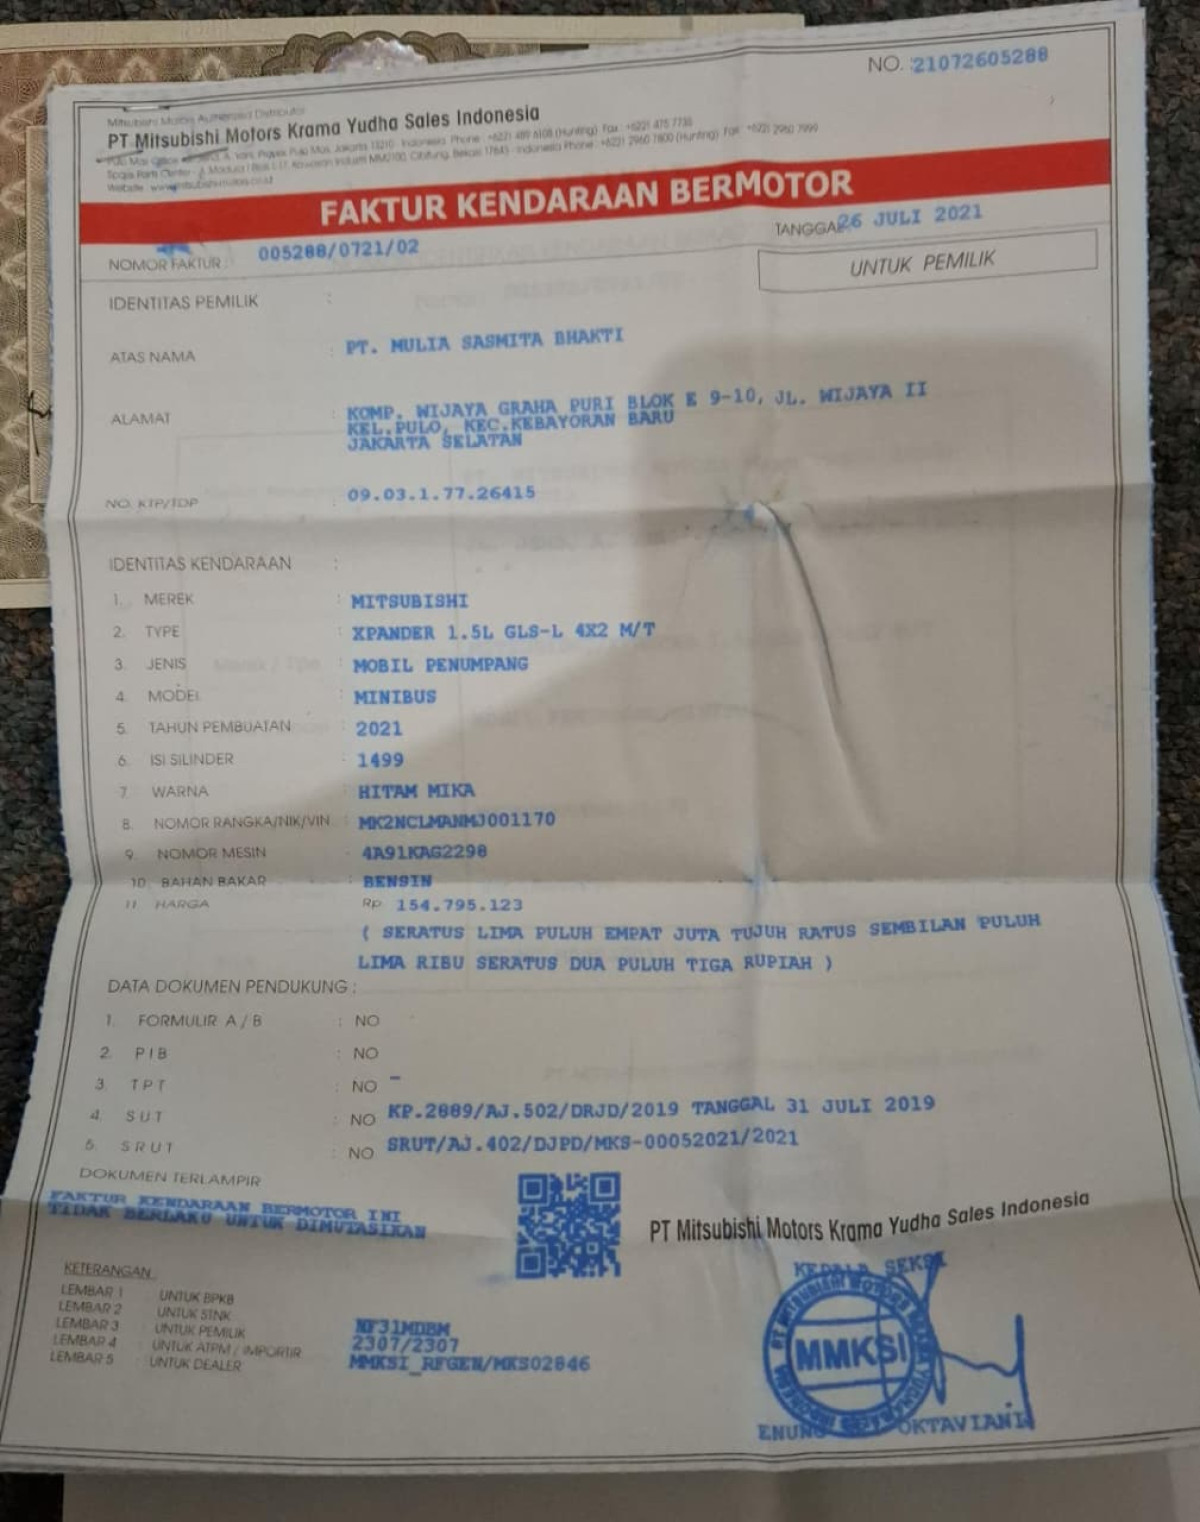 NO. :21072605288
Mitsubishi Motors Authorized Distributor
PT Mitsubishi Motors Krama Yudha Sales Indonesia
FAKTUR KENDARAAN BERMOTOR
TANGGAL 26 JULI 2021
NOMOR FAKTUR : 005288/0721/02
UNTUK PEMILIK
IDENTITAS PEMILIK :
ATAS NAMA : PT. MULIA SASMITA BHAKTI
ALAMAT : KOMP. WIJAYA GRAHA PURI BLOK E 9-10, JL. WIJAYA II
KEL.PULO, KEC.KEBAYORAN BARU
JAKARTA SELATAN
NO. KTP/TDP : 09.03.1.77.26415
IDENTITAS KENDARAAN :
1. MEREK : MITSUBISHI
2. TYPE : XPANDER 1.5L GLS-L 4X2 M/T
3. JENIS : MOBIL PENUMPANG
4. MODEL : MINIBUS
5. TAHUN PEMBUATAN : 2021
6. ISI SILINDER : 1499
7. WARNA : HITAM MIKA
8. NOMOR RANGKA/NIK/VIN : MK2NCLMANMJ001170
9. NOMOR MESIN : 4A91KAG2298
10. BAHAN BAKAR : BENSIN
11. HARGA Rp 154.795.123
( SERATUS LIMA PULUH EMPAT JUTA TUJUH RATUS SEMBILAN PULUH
LIMA RIBU SERATUS DUA PULUH TIGA RUPIAH )
DATA DOKUMEN PENDUKUNG :
1. FORMULIR A / B : NO
2. PIB : NO
3. TPT : NO –
4. SUT : NO KP.2889/AJ.502/DRJD/2019 TANGGAL 31 JULI 2019
5. SRUT : NO SRUT/AJ.402/DJPD/MKS-00052021/2021
DOKUMEN TERLAMPIR
FAKTUR KENDARAAN BERMOTOR INI
TIDAK BERLAKU UNTUK DIMUTASIKAN
PT Mitsubishi Motors Krama Yudha Sales Indonesia
KEPALA SEKSI
KETERANGAN
LEMBAR 1 UNTUK BPKB
LEMBAR 2 UNTUK STNK
LEMBAR 3 : UNTUK PEMILIK
LEMBAR 4 : UNTUK ATPM / IMPORTIR
LEMBAR 5 : UNTUK DEALER
NF31MDBM
2307/2307
MMKSI_RFGEN/MKS02846
MMKSI
ENUNG OKTAVIANI